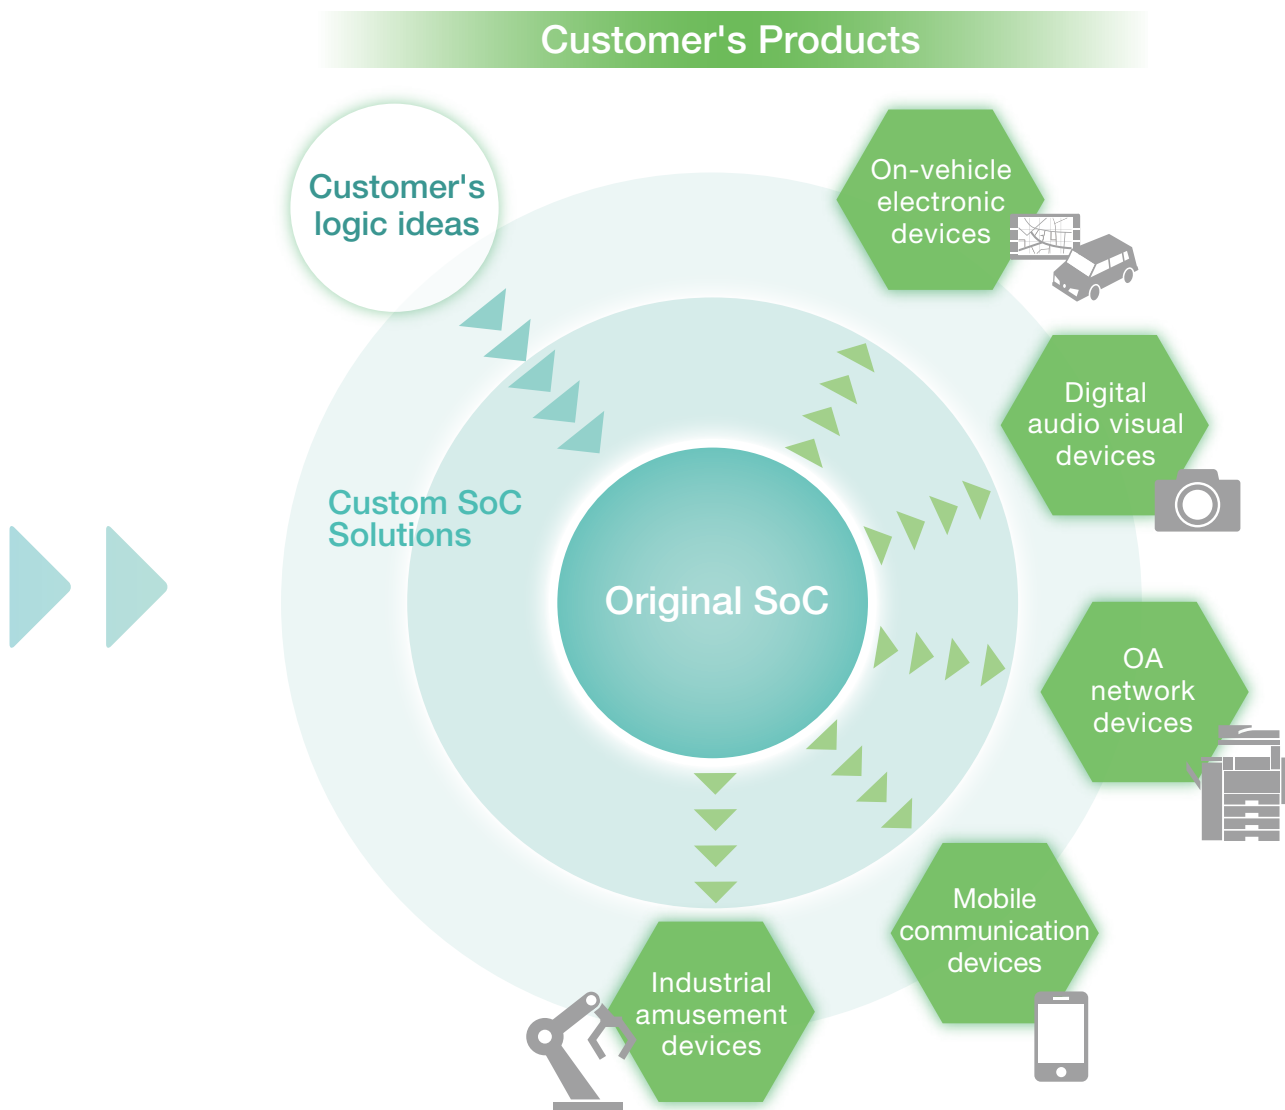 Customer's Products
Customer's
logic ideas
On-vehicle
electronic
devices
Digital
audio visual
devices
Custom SoC
Solutions
Original SoC
OA
network
devices
Mobile
communication
devices
Industrial
amusement
devices